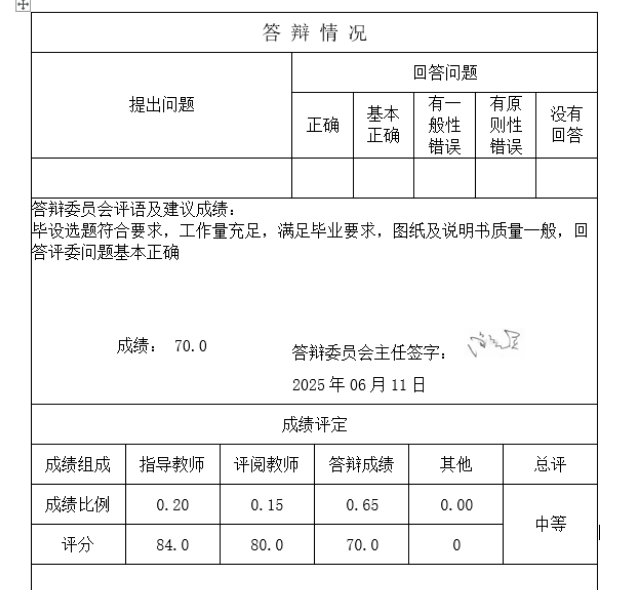 答 辩 情 况
提出问题
回答问题
正确
基本
正确
有一
般性
错误
有原
则性
错误
没有
回答
答辩委员会评语及建议成绩：
毕设选题符合要求，工作量充足，满足毕业要求，图纸及说明书质量一般，回
答评委问题基本正确
成绩： 70.0
答辩委员会主任签字：
2025 年 06 月 11 日
成绩评定
成绩组成 指导教师 评阅教师 答辩成绩 其他 总评
成绩比例 0.20 0.15 0.65 0.00
中等
评分 84.0 80.0 70.0 0